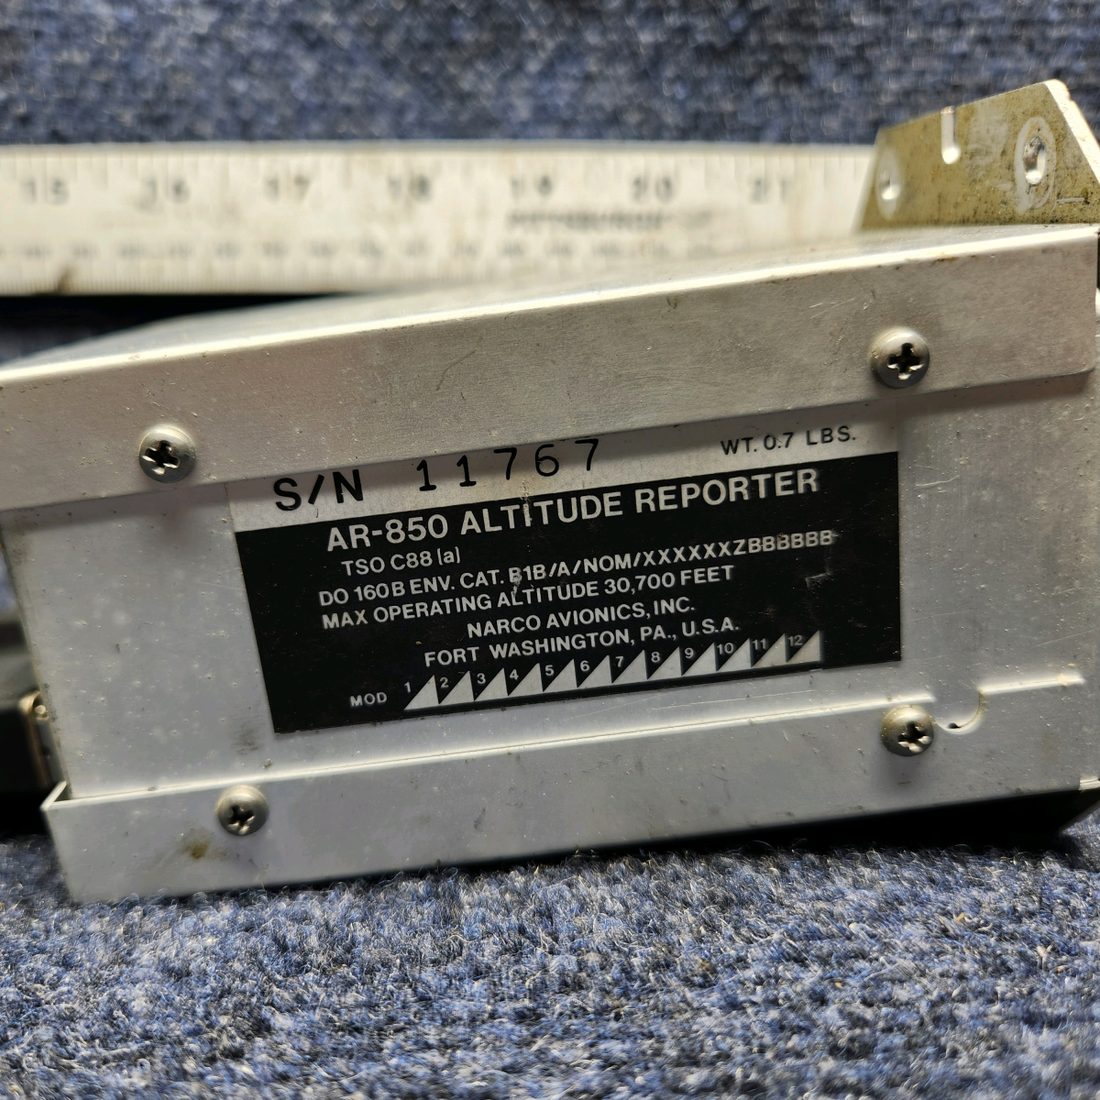 15 16 17 18 19 20 21
PITTSBURGH
S/N 11767 WT. 0.7 LBS.
AR-850 ALTITUDE REPORTER
TSO C88 (a)
DO 160B ENV. CAT. B1B/A/NOM/XXXXXXZBBBBBB
MAX OPERATING ALTITUDE 30,700 FEET
NARCO AVIONICS, INC.
FORT WASHINGTON, PA., U.S.A.
MOD 1 2 3 4 5 6 7 8 9 10 11 12